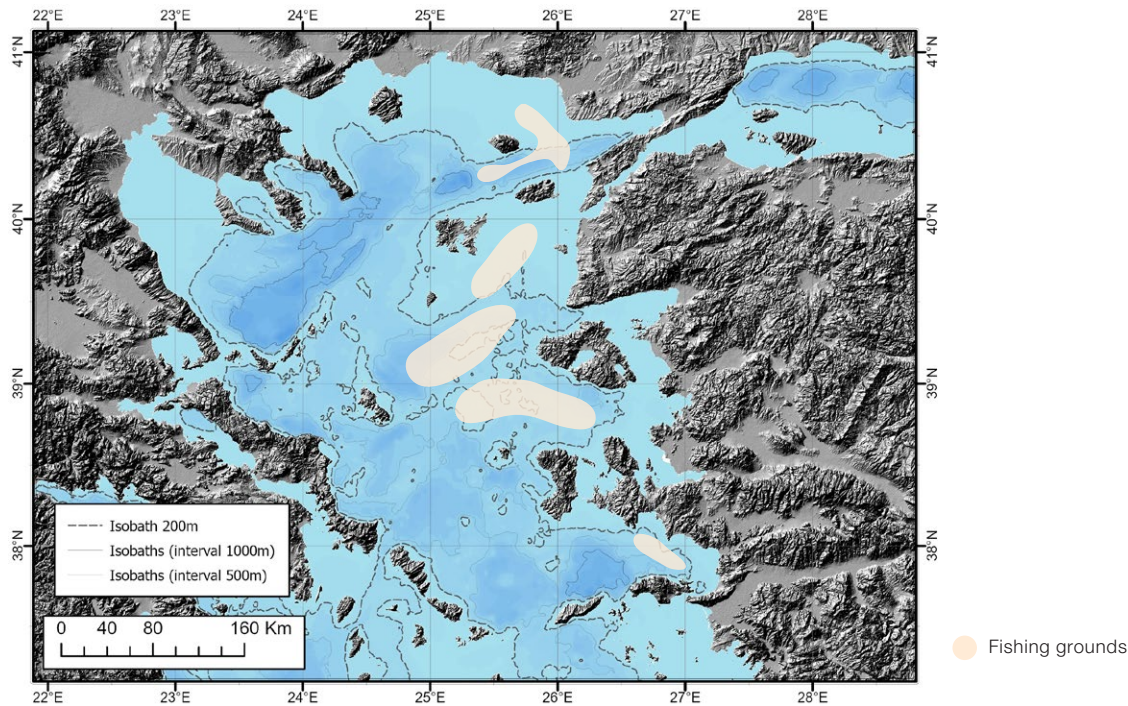 22°E 23°E 24°E 25°E 26°E 27°E 28°E
41°N 41°N
40°N 40°N
39°N 39°N
38°N 38°N
Isobath 200m
Isobaths (interval 1000m)
Isobaths (interval 500m)
0 40 80 160 Km
Fishing grounds
22°E 23°E 24°E 25°E 26°E 27°E 28°E